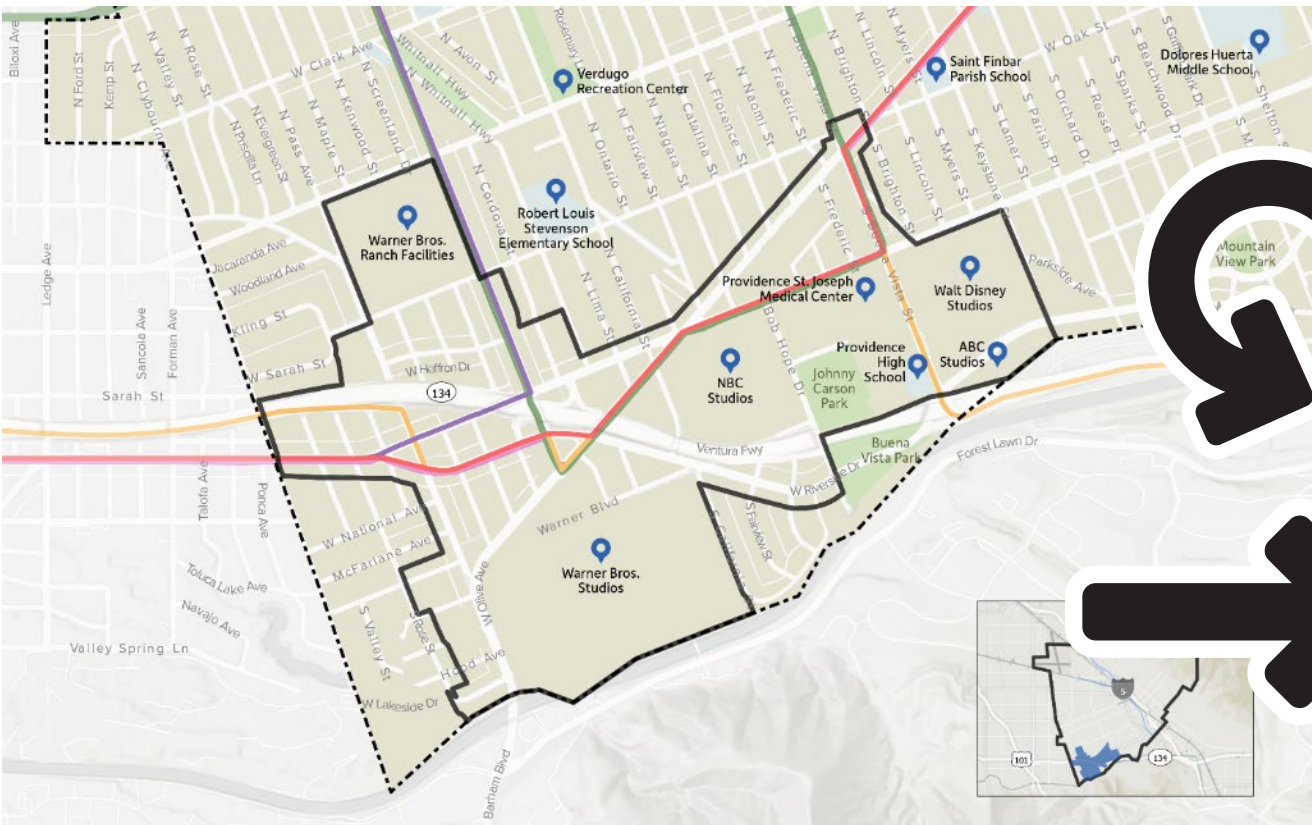 Biloxi Ave
N Ford St
Kemp St
N Valley St
N Rose St
W Clark Ave
Whitnall Hwy
N Whitnall Hwy
N Avon St
N Screenland Dr
N Kenwood St
N Maple St
N Pass Ave
N Evergreen St
N Priscilla Ln
Verdugo
Recreation Center
N Ontario St
N Fairview St
N Niagara St
N Catalina St
N Florence St
N Naomi St
N Frederic St
N Brighton
N Lincoln St
N Myers St
Saint Finbar
Parish School
W Oak St
S Sparks St
S Beachwood Dr
Dolores Huerta
Middle School
S Shelton St
S Orchard Dr
S Reese Pl
S Parish Pl
S Lamer St
S Keystone
S Myers St
S Lincoln St
S Brighton St
S Frederic
Ledge Ave
Warner Bros.
Ranch Facilities
N Cordova St
Robert Louis
Stevenson
Elementary School
Jacaranda Ave
Woodland Ave
Kling St
W Sarah St
Sarah St
Sancola Ave
Forman Ave
W Heffron Dr
134
N Lima St
N California St
Providence St. Joseph
Medical Center
Bob Hope Dr
Walt Disney
Studios
Parkside Ave
Mountain
View Park
NBC
Studios
Johnny
Carson
Park
Providence
High
School
ABC
Studios
Ventura Fwy
Buena
Vista Park
W Riverside Dr
Forest Lawn Dr
Talofa Ave
Ponca Ave
W National Ave
McFarlane Ave
Warner Blvd
S Fairview St
Warner Bros.
Studios
W Olive Ave
Toluca Lake Ave
Navajo Ave
Valley Spring Ln
S Valley St
S Rose St
Hood Ave
W Lakeside Dr
Barham Blvd
5
101
134